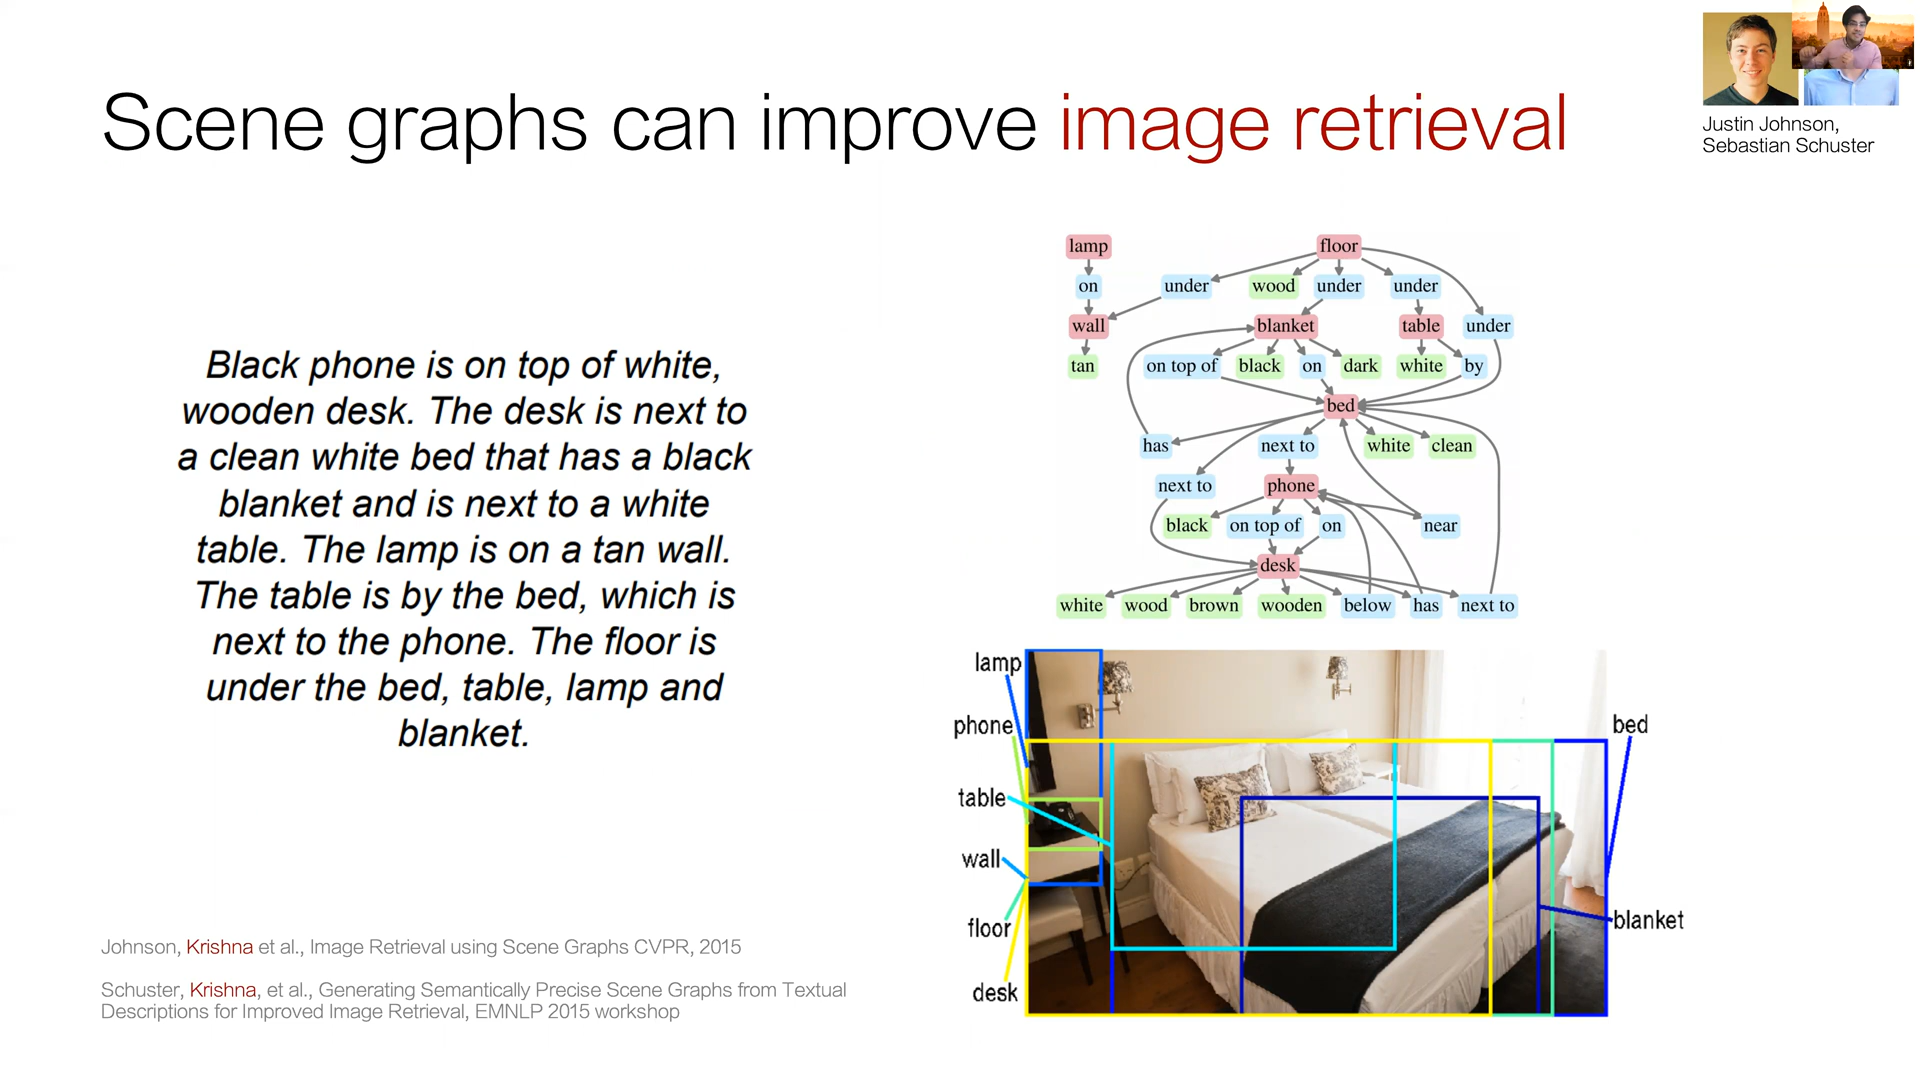 Scene graphs can improve image retrieval
Justin Johnson,
Sebastian Schuster
Black phone is on top of white,
wooden desk. The desk is next to
a clean white bed that has a black
blanket and is next to a white
table. The lamp is on a tan wall.
The table is by the bed, which is
next to the phone. The floor is
under the bed, table, lamp and
blanket.
lamp floor
on under wood under under
wall blanket table under
tan on top of black on dark white by
bed
has next to white clean
next to phone
black on top of on near
desk
white wood brown wooden below has next to
lamp
phone
table
wall
floor
desk
bed
blanket
Johnson, Krishna et al., Image Retrieval using Scene Graphs CVPR, 2015
Schuster, Krishna, et al., Generating Semantically Precise Scene Graphs from Textual
Descriptions for Improved Image Retrieval, EMNLP 2015 workshop